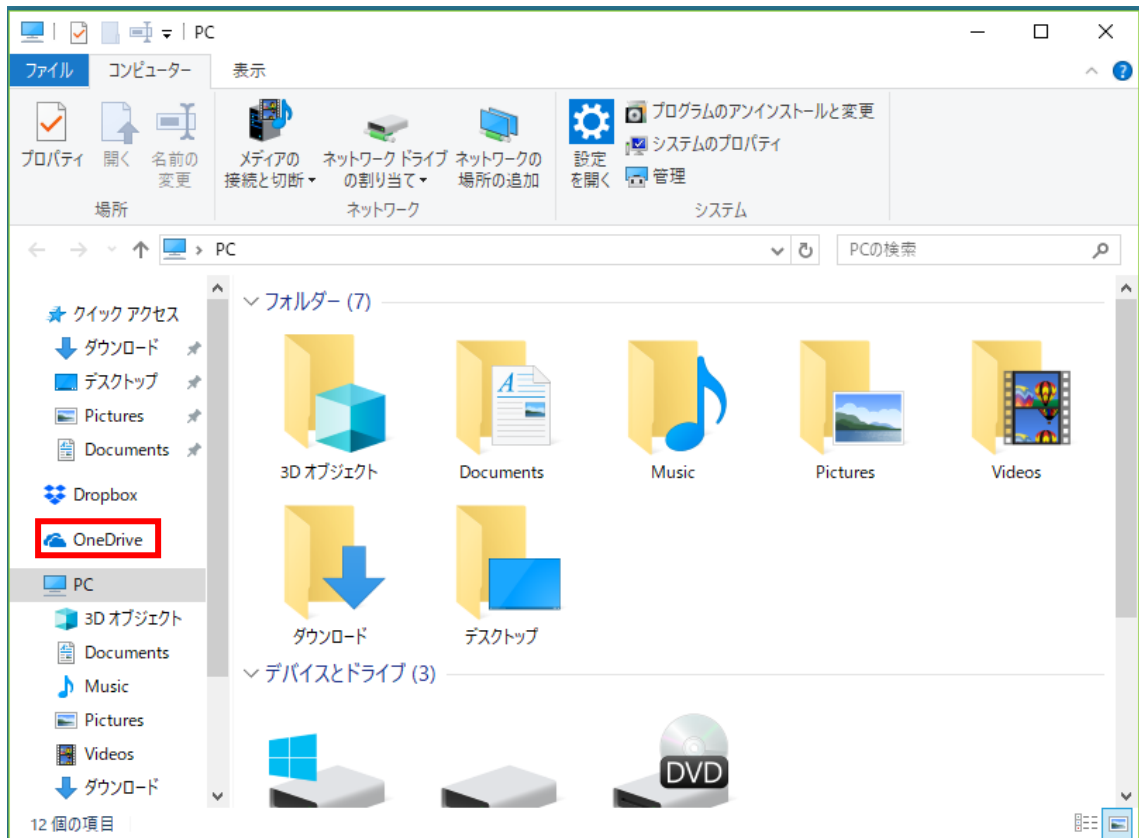 PC
ファイル コンピューター 表示
プロパティ 開く 名前の変更
メディアの接続と切断 ネットワーク ドライブの割り当て ネットワークの場所の追加
設定を開く
プログラムのアンインストールと変更
システムのプロパティ
管理
場所 ネットワーク システム
PC PCの検索
クイック アクセス
ダウンロード
デスクトップ
Pictures
Documents
Dropbox
OneDrive
PC
3D オブジェクト
Documents
Music
Pictures
Videos
ダウンロード
フォルダー (7)
3D オブジェクト Documents Music Pictures Videos
ダウンロード デスクトップ
デバイスとドライブ (3)
DVD
12 個の項目